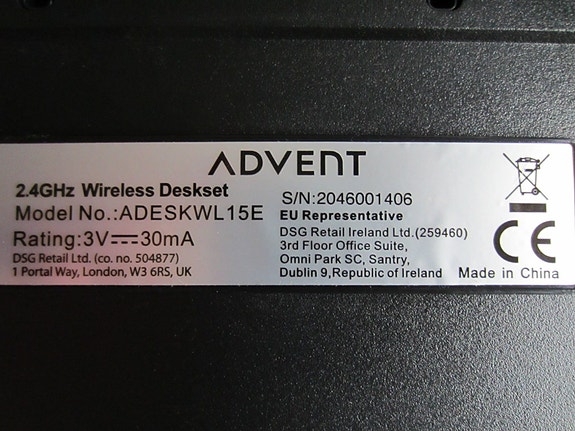 ADVENT
2.4GHz Wireless Deskset
Model No.:ADESKWL15E
Rating:3V⎓30mA
DSG Retail Ltd. (co. no. 504877)
1 Portal Way, London, W3 6RS, UK
S/N:2046001406
EU Representative
DSG Retail Ireland Ltd.(259460)
3rd Floor Office Suite,
Omni Park SC, Santry,
Dublin 9,Republic of Ireland
CE
Made in China